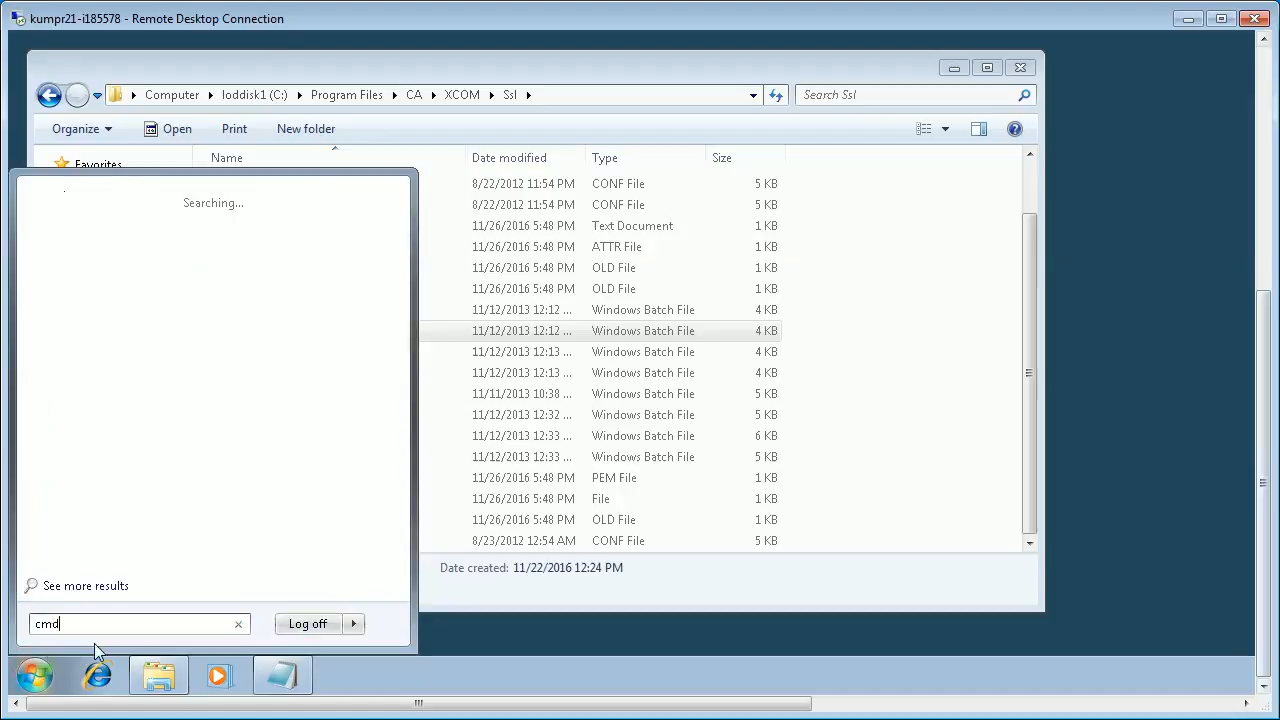 kumpr21-i185578 - Remote Desktop Connection
Computer loddisk1 (C:) Program Files CA XCOM Ssl
Search Ssl
Organize Open Print New folder
Favorites
Name Date modified Type Size
8/22/2012 11:54 PM CONF File 5 KB
8/22/2012 11:54 PM CONF File 5 KB
11/26/2016 5:48 PM Text Document 1 KB
11/26/2016 5:48 PM ATTR File 1 KB
11/26/2016 5:48 PM OLD File 1 KB
11/26/2016 5:48 PM OLD File 1 KB
11/12/2013 12:12 ... Windows Batch File 4 KB
11/12/2013 12:12 ... Windows Batch File 4 KB
11/12/2013 12:13 ... Windows Batch File 4 KB
11/12/2013 12:13 ... Windows Batch File 4 KB
11/11/2013 10:38 ... Windows Batch File 5 KB
11/12/2013 12:32 ... Windows Batch File 5 KB
11/12/2013 12:33 ... Windows Batch File 6 KB
11/12/2013 12:33 ... Windows Batch File 5 KB
11/26/2016 5:48 PM PEM File 1 KB
11/26/2016 5:48 PM File 1 KB
11/26/2016 5:48 PM OLD File 1 KB
8/23/2012 12:54 AM CONF File 5 KB
Date created: 11/22/2016 12:24 PM
Searching...
See more results
cmd
Log off